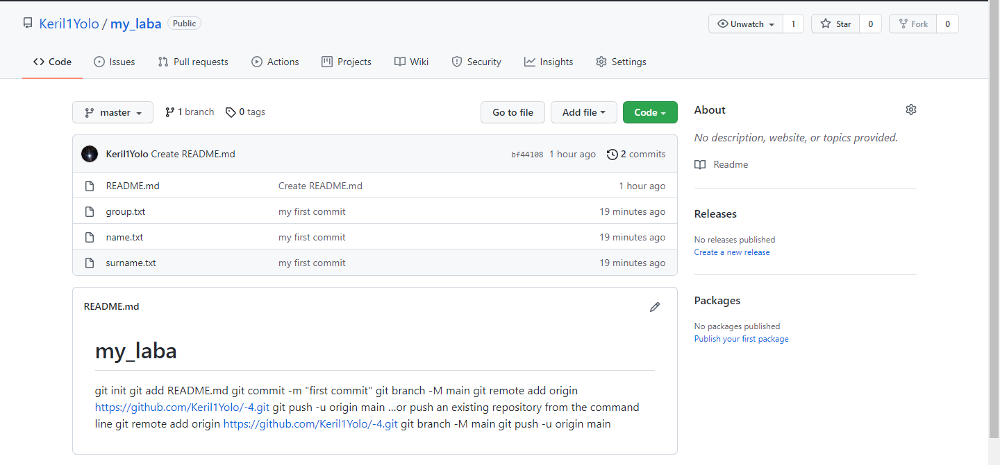 Keril1Yolo / my_laba Public Unwatch 1 Star 0 Fork 0
Code Issues Pull requests Actions Projects Wiki Security Insights Settings
master 1 branch 0 tags Go to file Add file Code
Keril1Yolo Create README.md bf44108 1 hour ago 2 commits
README.md Create README.md 1 hour ago
group.txt my first commit 19 minutes ago
name.txt my first commit 19 minutes ago
surname.txt my first commit 19 minutes ago
README.md
my_laba
git init git add README.md git commit -m "first commit" git branch -M main git remote add origin
https://github.com/Keril1Yolo/-4.git git push -u origin main …or push an existing repository from the command
line git remote add origin https://github.com/Keril1Yolo/-4.git git branch -M main git push -u origin main
About
No description, website, or topics provided.
Readme
Releases
No releases published
Create a new release
Packages
No packages published
Publish your first package